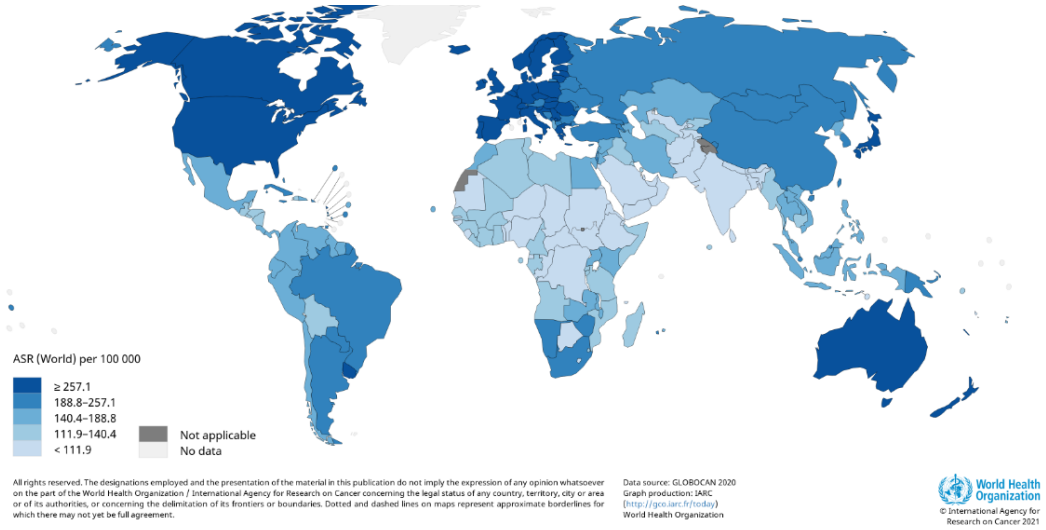 ASR (World) per 100 000
≥ 257.1
188.8–257.1
140.4–188.8
111.9–140.4
< 111.9
Not applicable
No data
All rights reserved. The designations employed and the presentation of the material in this publication do not imply the expression of any opinion whatsoever
on the part of the World Health Organization / International Agency for Research on Cancer concerning the legal status of any country, territory, city or area
or of its authorities, or concerning the delimitation of its frontiers or boundaries. Dotted and dashed lines on maps represent approximate borderlines for
which there may not yet be full agreement.
Data source: GLOBOCAN 2020
Graph production: IARC
(http://gco.iarc.fr/today)
World Health Organization
World Health
Organization
© International Agency for
Research on Cancer 2021